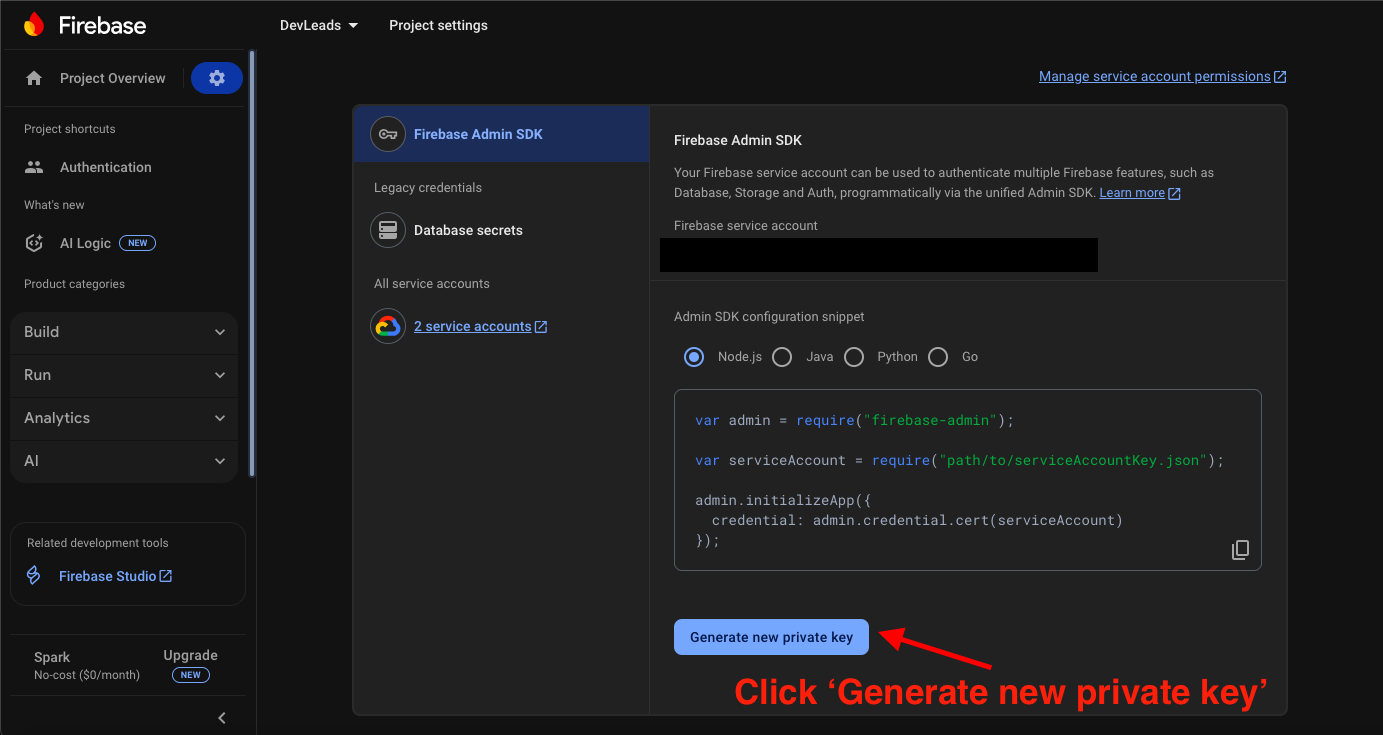 Firebase
DevLeads
Project settings
Project Overview
Project shortcuts
Authentication
What's new
AI Logic
NEW
Product categories
Build
Run
Analytics
AI
Related development tools
Firebase Studio
Spark
No-cost ($0/month)
Upgrade
NEW
Manage service account permissions
Firebase Admin SDK
Legacy credentials
Database secrets
All service accounts
2 service accounts
Firebase Admin SDK
Your Firebase service account can be used to authenticate multiple Firebase features, such as
Database, Storage and Auth, programmatically via the unified Admin SDK. Learn more
Firebase service account
Admin SDK configuration snippet
Node.js Java Python Go
var admin = require("firebase-admin");
var serviceAccount = require("path/to/serviceAccountKey.json");
admin.initializeApp({
  credential: admin.credential.cert(serviceAccount)
});
Generate new private key
Click ‘Generate new private key’